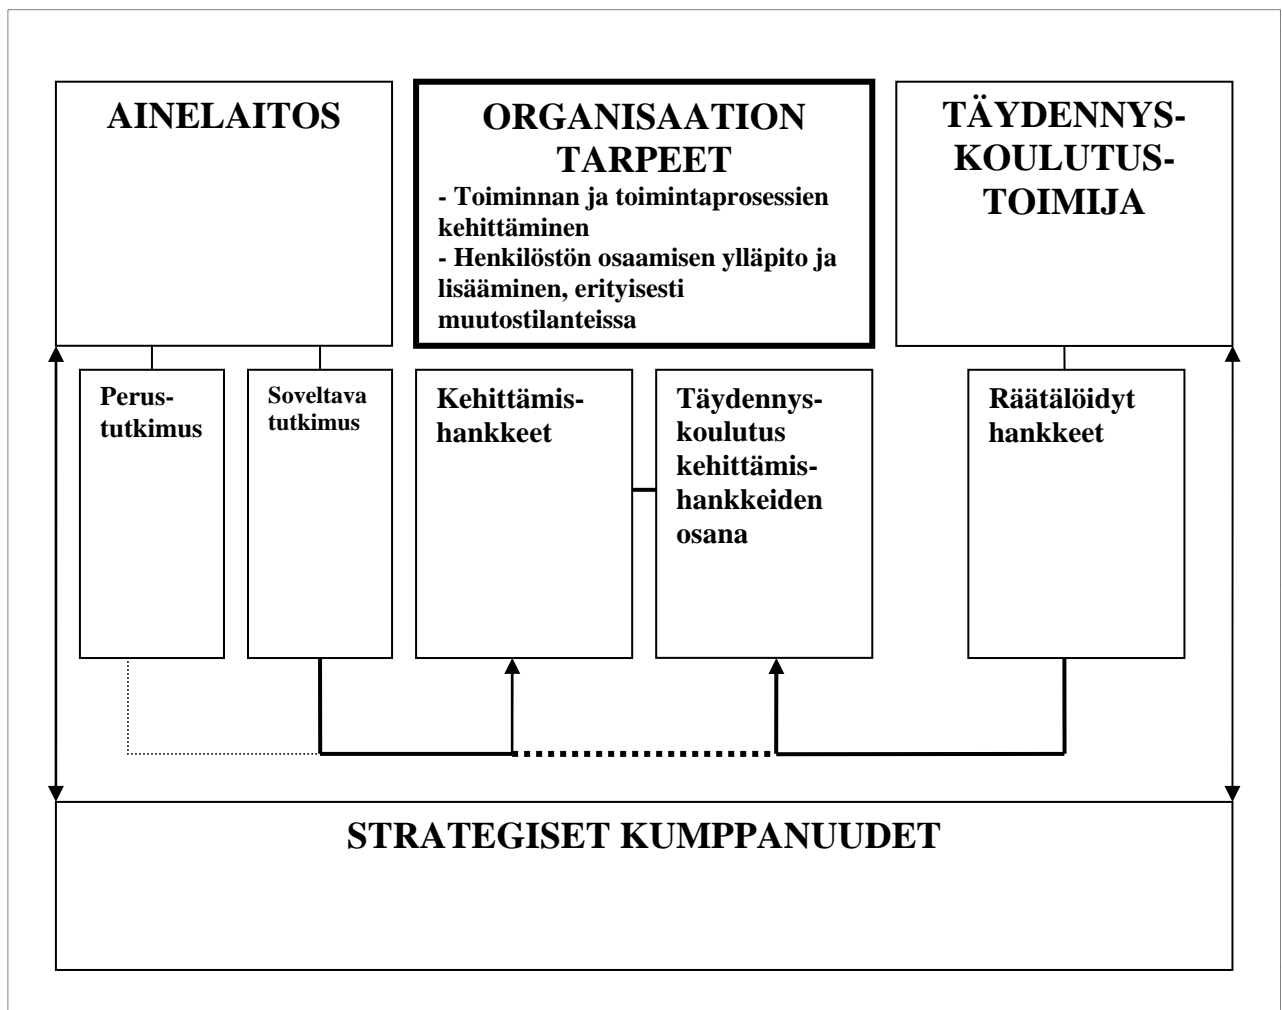 AINELAITOS
ORGANISAATION
TARPEET
- Toiminnan ja toimintaprosessien
kehittäminen
- Henkilöstön osaamisen ylläpito ja
lisääminen, erityisesti
muutostilanteissa
TÄYDENNYS-
KOULUTUS-
TOIMIJA
Perus-
tutkimus
Soveltava
tutkimus
Kehittämis-
hankkeet
Täydennys-
koulutus
kehittämis-
hankkeiden
osana
Räätälöidyt
hankkeet
STRATEGISET KUMPPANUUDET